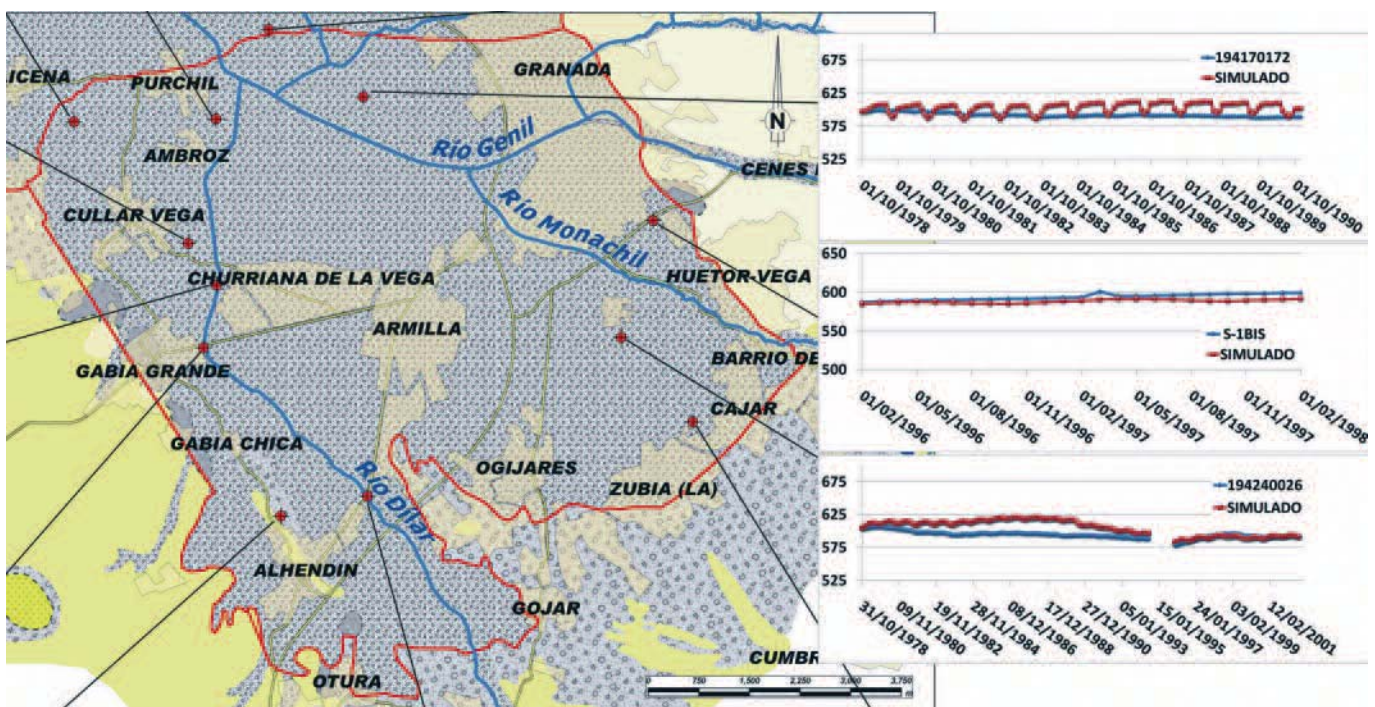 LICENA
PURCHIL
GRANADA
N
AMBROZ
Río Genil
CENES
CULLAR VEGA
Río Monachil
CHURRIANA DE LA VEGA
HUETOR-VEGA
ARMILLA
BARRIO DE
GABIA GRANDE
CAJAR
GABIA CHICA
OGIJARES
ZUBIA (LA)
Río Dílar
ALHENDIN
GOJAR
CUMBR
OTURA
0 750 1,500 2,250 3,000 3,750
m
675
625
575
525
194170172
SIMULADO
01/10/1978
01/10/1979
01/10/1980
01/10/1981
01/10/1982
01/10/1983
01/10/1984
01/10/1985
01/10/1986
01/10/1987
01/10/1988
01/10/1989
01/10/1990
650
600
550
500
S-1BIS
SIMULADO
01/02/1996
01/05/1996
01/08/1996
01/11/1996
01/02/1997
01/05/1997
01/08/1997
01/11/1997
01/02/1998
675
625
575
525
194240026
SIMULADO
31/10/1978
09/11/1980
19/11/1982
28/11/1984
08/12/1986
17/12/1988
27/12/1990
05/01/1993
15/01/1995
24/01/1997
03/02/1999
12/02/2001